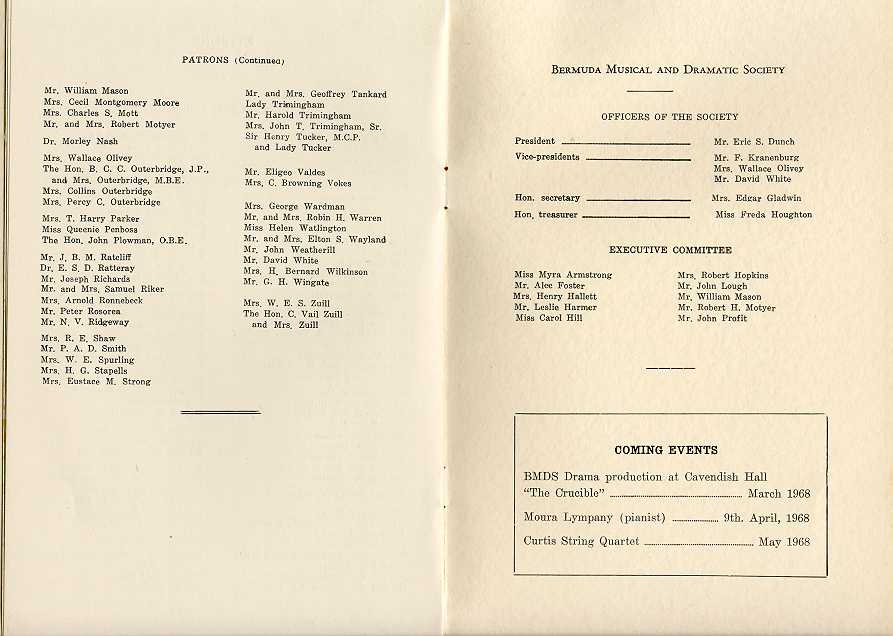 PATRONS (Continued)
Mr. William Mason
Mrs. Cecil Montgomery Moore
Mrs. Charles S. Mott
Mr. and Mrs. Robert Motyer
Dr. Morley Nash
Mrs. Wallace Olivey
The Hon. B. C. C. Outerbridge, J.P.,
and Mrs. Outerbridge, M.B.E.
Mrs. Collins Outerbridge
Mrs. Percy C. Outerbridge
Mrs. T. Harry Parker
Miss Queenie Penboss
The Hon. John Plowman, O.B.E.
Mr. J. B. M. Ratcliff
Dr. E. S. D. Ratteray
Mr. Joseph Richards
Mr. and Mrs. Samuel Riker
Mrs. Arnold Ronnebeck
Mr. Peter Rosorea
Mr. N. V. Ridgeway
Mrs. R. E. Shaw
Mr. P. A. D. Smith
Mrs. W. E. Spurling
Mrs. H. G. Stapells
Mrs. Eustace M. Strong
Mr. and Mrs. Geoffrey Tankard
Lady Trimingham
Mr. Harold Trimingham
Mrs. John T. Trimingham, Sr.
Sir Henry Tucker, M.C.P.
and Lady Tucker
Mr. Eligeo Valdes
Mrs. C. Browning Vokes
Mrs. George Wardman
Mr. and Mrs. Robin H. Warren
Miss Helen Watlington
Mr. and Mrs. Elton S. Wayland
Mr. John Weatherill
Mr. David White
Mrs. H. Bernard Wilkinson
Mr. G. H. Wingate
Mrs. W. E. S. Zuill
The Hon. C. Vail Zuill
and Mrs. Zuill
BERMUDA MUSICAL AND DRAMATIC SOCIETY
OFFICERS OF THE SOCIETY
President Mr. Eric S. Dunch
Vice-presidents Mr. F. Kranenburg
Mrs. Wallace Olivey
Mr. David White
Hon. secretary Mrs. Edgar Gladwin
Hon. treasurer Miss Freda Houghton
EXECUTIVE COMMITTEE
Miss Myra Armstrong
Mr. Alec Foster
Mrs. Henry Hallett
Mr. Leslie Harmer
Miss Carol Hill
Mrs. Robert Hopkins
Mr. John Lough
Mr. William Mason
Mr. Robert H. Motyer
Mr. John Profit
COMING EVENTS
BMDS Drama production at Cavendish Hall
"The Crucible" March 1968
Moura Lympany (pianist) 9th. April, 1968
Curtis String Quartet May 1968